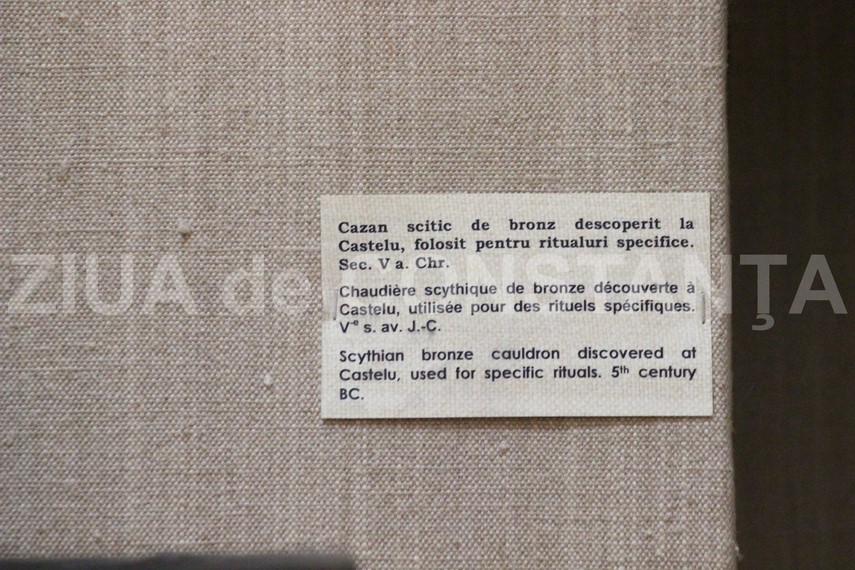 Cazan scitic de bronz descoperit la
Castelu, folosit pentru ritualuri specifice.
Sec. V a. Chr.
Chaudière scythique de bronze découverte à
Castelu, utilisée pour des rituels spécifiques.
V-e s. av. J.-C.
Scythian bronze cauldron discovered at
Castelu, used for specific rituals. 5th century
BC.
ZIUA de CONSTANȚA